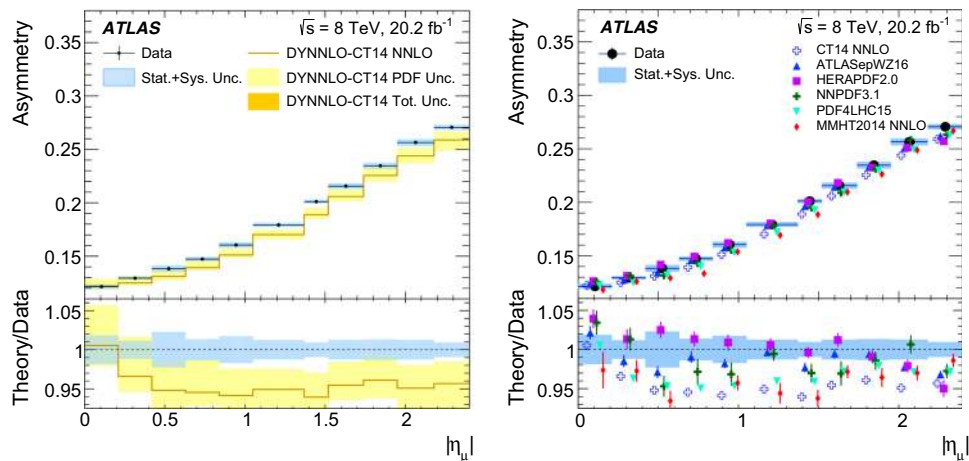 ATLAS
√s = 8 TeV, 20.2 fb⁻¹
Data
Stat.+Sys. Unc.
DYNNLO-CT14 NNLO
DYNNLO-CT14 PDF Unc.
DYNNLO-CT14 Tot. Unc.
Asymmetry
0.35
0.3
0.25
0.2
0.15
Theory/Data
1.05
1
0.95
0 0.5 1 1.5 2
|ημ|
ATLAS
√s = 8 TeV, 20.2 fb⁻¹
Data
Stat.+Sys. Unc.
CT14 NNLO
ATLASepWZ16
HERAPDF2.0
NNPDF3.1
PDF4LHC15
MMHT2014 NNLO
Asymmetry
0.35
0.3
0.25
0.2
0.15
Theory/Data
1.05
1
0.95
0 1 2
|ημ|